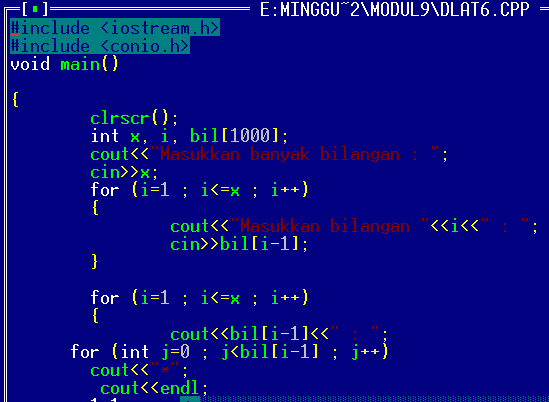 [■] E:MINGGU~2\MODUL9\DLAT6.CPP
#include <iostream.h>
#include <conio.h>
void main()
{
clrscr();
int x, i, bil[1000];
cout<<"Masukkan banyak bilangan : ";
cin>>x;
for (i=1 ; i<=x ; i++)
{
cout<<"Masukkan bilangan "<<i<<" : ";
cin>>bil[i-1];
}
for (i=1 ; i<=x ; i++)
{
cout<<bil[i-1]<<" : ";
for (int j=0 ; j<bil[i-1] ; j++)
cout<<"*";
cout<<endl;